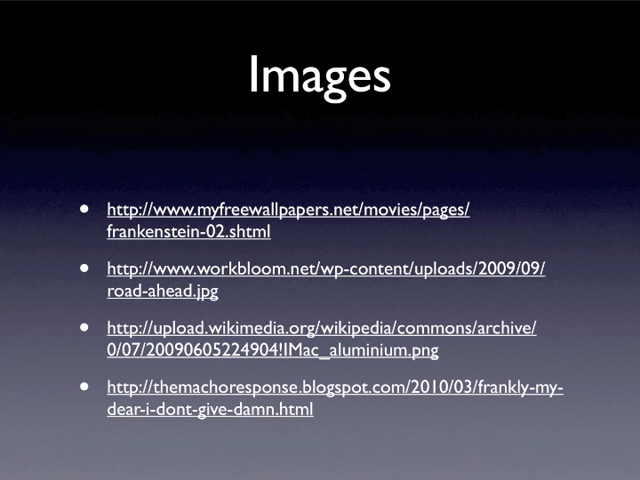 Images
• http://www.myfreewallpapers.net/movies/pages/
frankenstein-02.shtml
• http://www.workbloom.net/wp-content/uploads/2009/09/
road-ahead.jpg
• http://upload.wikimedia.org/wikipedia/commons/archive/
0/07/20090605224904!IMac_aluminium.png
• http://themachoresponse.blogspot.com/2010/03/frankly-my-
dear-i-dont-give-damn.html